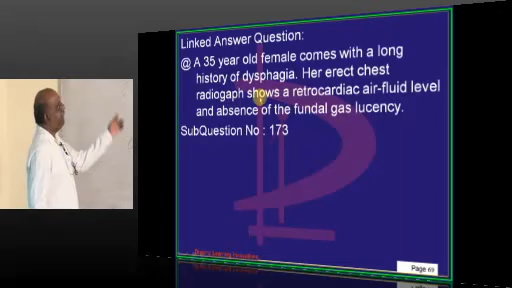 Linked Answer Question:
@ A 35 year old female comes with a long
history of dysphagia. Her erect chest
radiogaph shows a retrocardiac air-fluid level
and absence of the fundal gas lucency.
SubQuestion No : 173
Page 69